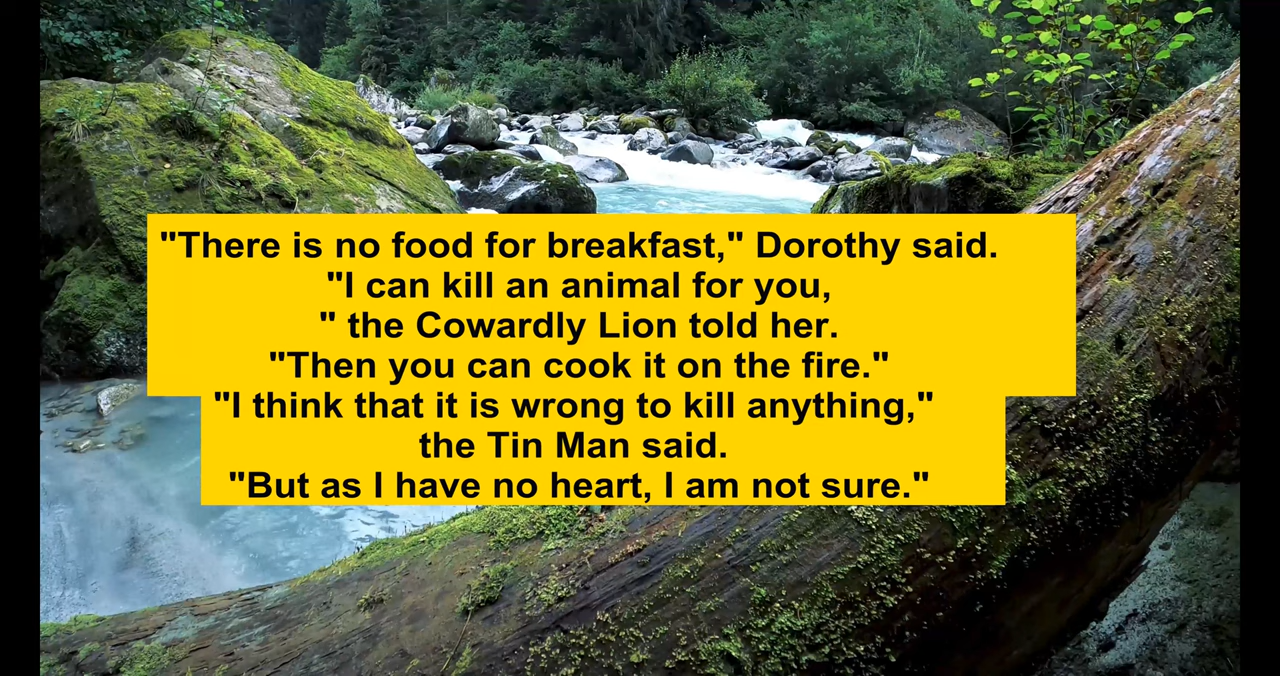 "There is no food for breakfast," Dorothy said.
"I can kill an animal for you,
" the Cowardly Lion told her.
"Then you can cook it on the fire."
"I think that it is wrong to kill anything,"
the Tin Man said.
"But as I have no heart, I am not sure."